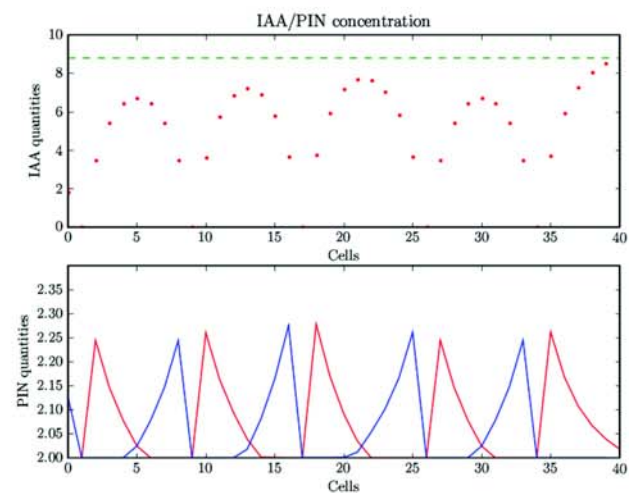 IAA/PIN concentration
10
8
6
4
2
0
IAA quantities
0 5 10 15 20 25 30 35 40
Cells
2.35
2.30
2.25
2.20
2.15
2.10
2.05
2.00
PIN quantities
0 5 10 15 20 25 30 35 40
Cells